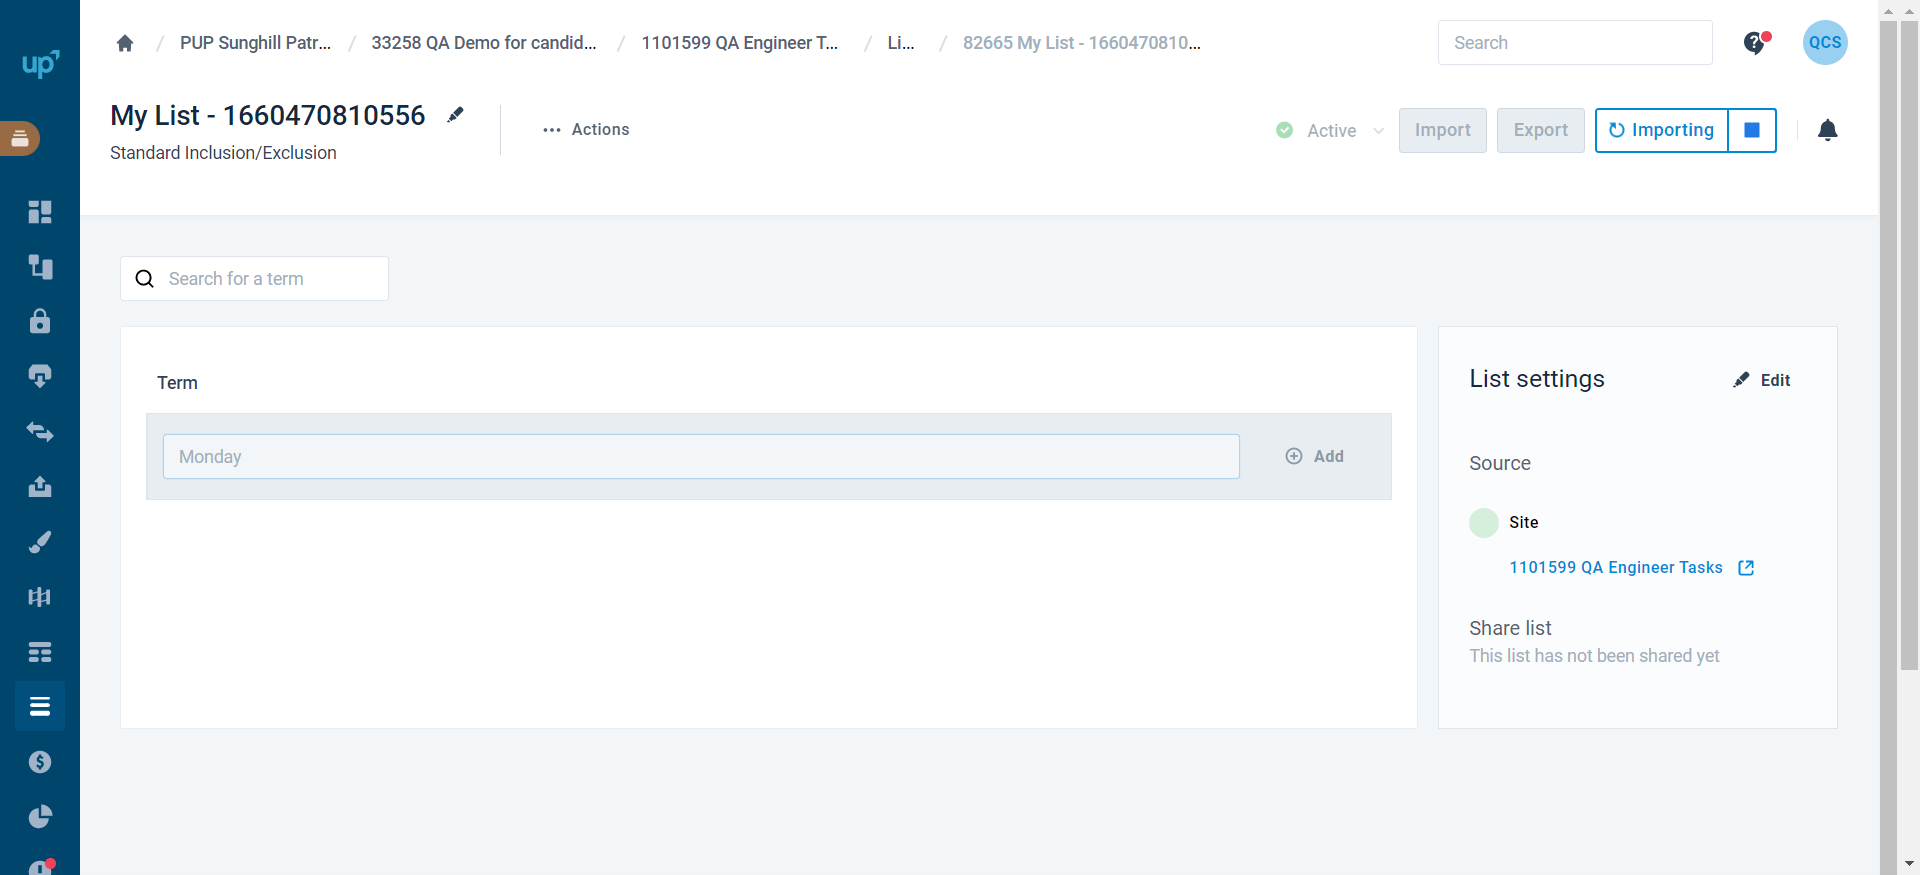 up
PUP Sunghill Patr... / 33258 QA Demo for candid... / 1101599 QA Engineer T... / Li... / 82665 My List - 1660470810...
Search
QCS
My List - 1660470810556
Standard Inclusion/Exclusion
Actions
Active
Import
Export
Importing
Search for a term
Term
Monday
Add
List settings
Edit
Source
Site
1101599 QA Engineer Tasks
Share list
This list has not been shared yet